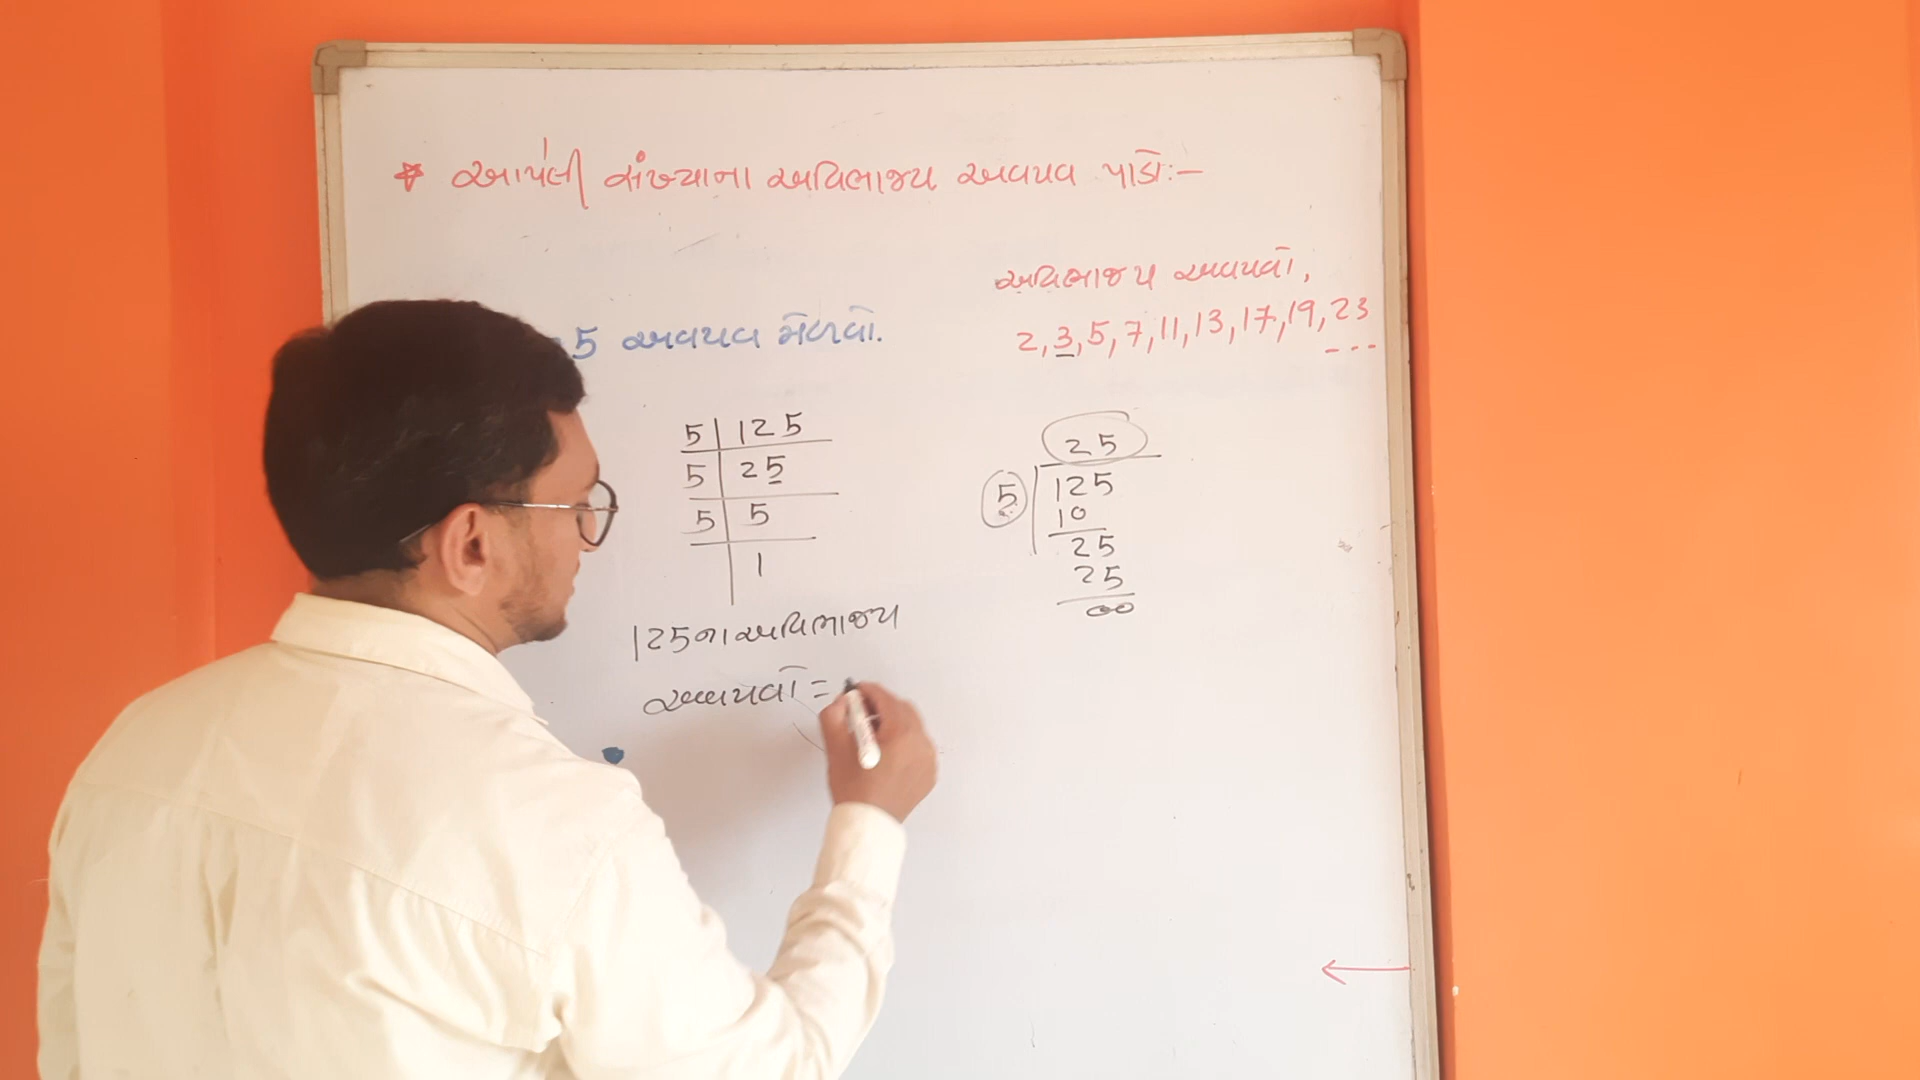 * આપેલી સંખ્યાના અવિભાજ્ય અવયવ પાડો:-
અવિભાજ્ય અવયવો,
2, 3, 5, 7, 11, 13, 17, 19, 23
- - -
5 અવયવ મેળવો.
5 | 125
5 | 25
5 | 5
1
125ના અવિભાજ્ય
અવયવો =
25
5 125
10
25
25
00